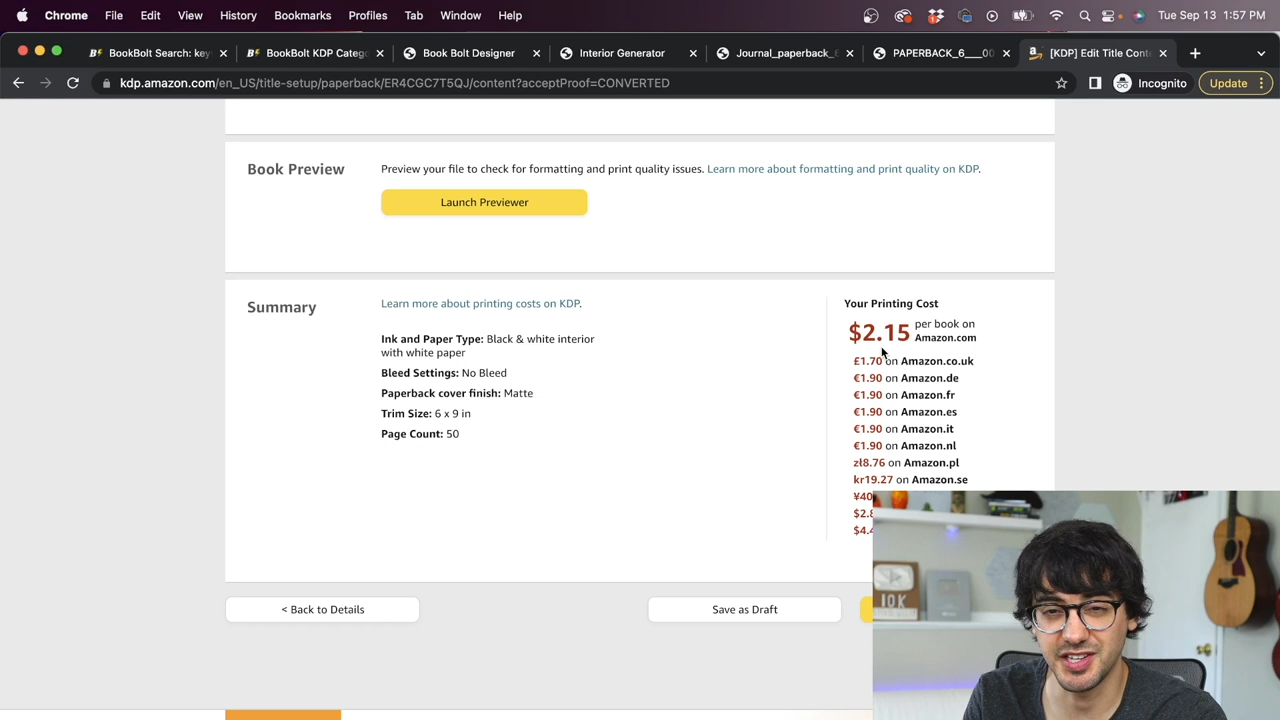 Chrome File Edit View History Bookmarks Profiles Tab Window Help Tue Sep 13 1:57 PM
BookBolt Search: key BookBolt KDP Categ Book Bolt Designer Interior Generator Journal_paperback_6 PAPERBACK_6___00 [KDP] Edit Title Cont
kdp.amazon.com/en_US/title-setup/paperback/ER4CGC7T5QJ/content?acceptProof=CONVERTED Incognito Update
Book Preview
Preview your file to check for formatting and print quality issues. Learn more about formatting and print quality on KDP.
Launch Previewer
Summary
Learn more about printing costs on KDP.
Ink and Paper Type: Black & white interior
with white paper
Bleed Settings: No Bleed
Paperback cover finish: Matte
Trim Size: 6 x 9 in
Page Count: 50
Your Printing Cost
$2.15 per book on
Amazon.com
£1.70 on Amazon.co.uk
€1.90 on Amazon.de
€1.90 on Amazon.fr
€1.90 on Amazon.es
€1.90 on Amazon.it
€1.90 on Amazon.nl
zł8.76 on Amazon.pl
kr19.27 on Amazon.se
¥40
$2.8
$4.4
< Back to Details
Save as Draft
10K